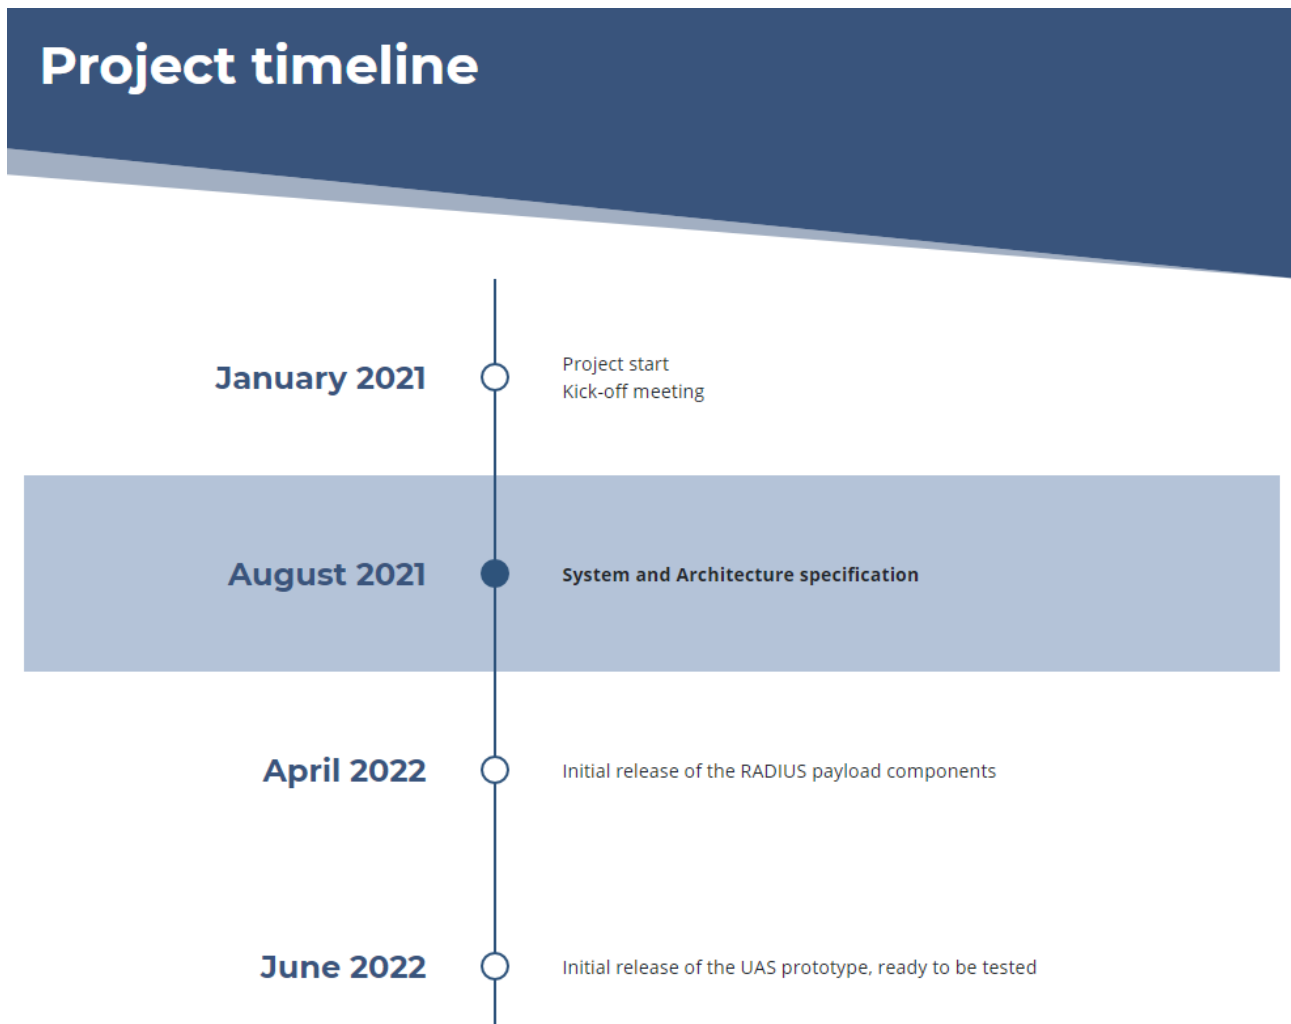 Project timeline
January 2021
Project start
Kick-off meeting
August 2021
System and Architecture specification
April 2022
Initial release of the RADIUS payload components
June 2022
Initial release of the UAS prototype, ready to be tested